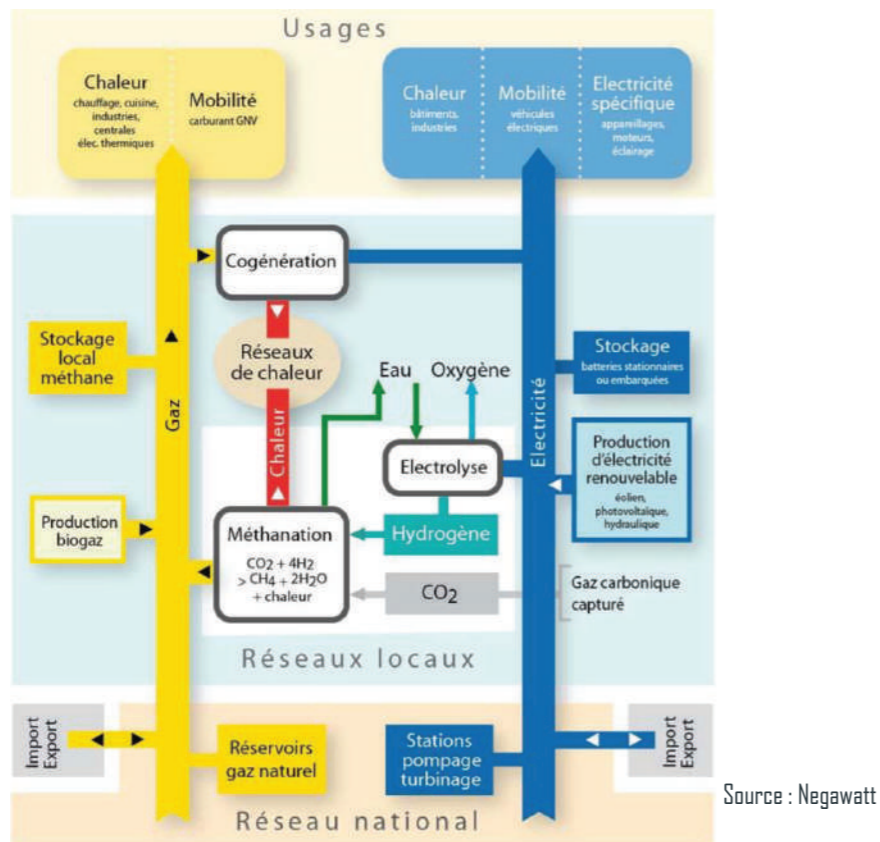 Usages
Chaleur
chauffage, cuisine,
industries,
centrales
élec. thermiques
Mobilité
carburant GNV
Chaleur
bâtiments,
industries
Mobilité
véhicules
électriques
Electricité
spécifique
appareillages,
moteurs,
éclairage
Cogénération
Stockage
local
méthane
Gaz
Réseaux
de chaleur
Chaleur
Eau
Oxygène
Electricité
Stockage
batteries stationnaires
ou embarquées
Electrolyse
Production
d'électricité
renouvelable
éolien,
photovoltaïque,
hydraulique
Production
biogaz
Méthanation
CO2 + 4H2
> CH4 + 2H2O
+ chaleur
Hydrogène
CO2
Gaz carbonique
capturé
Réseaux locaux
Import
Export
Réservoirs
gaz naturel
Stations
pompage
turbinage
Import
Export
Réseau national
Source : Negawatt